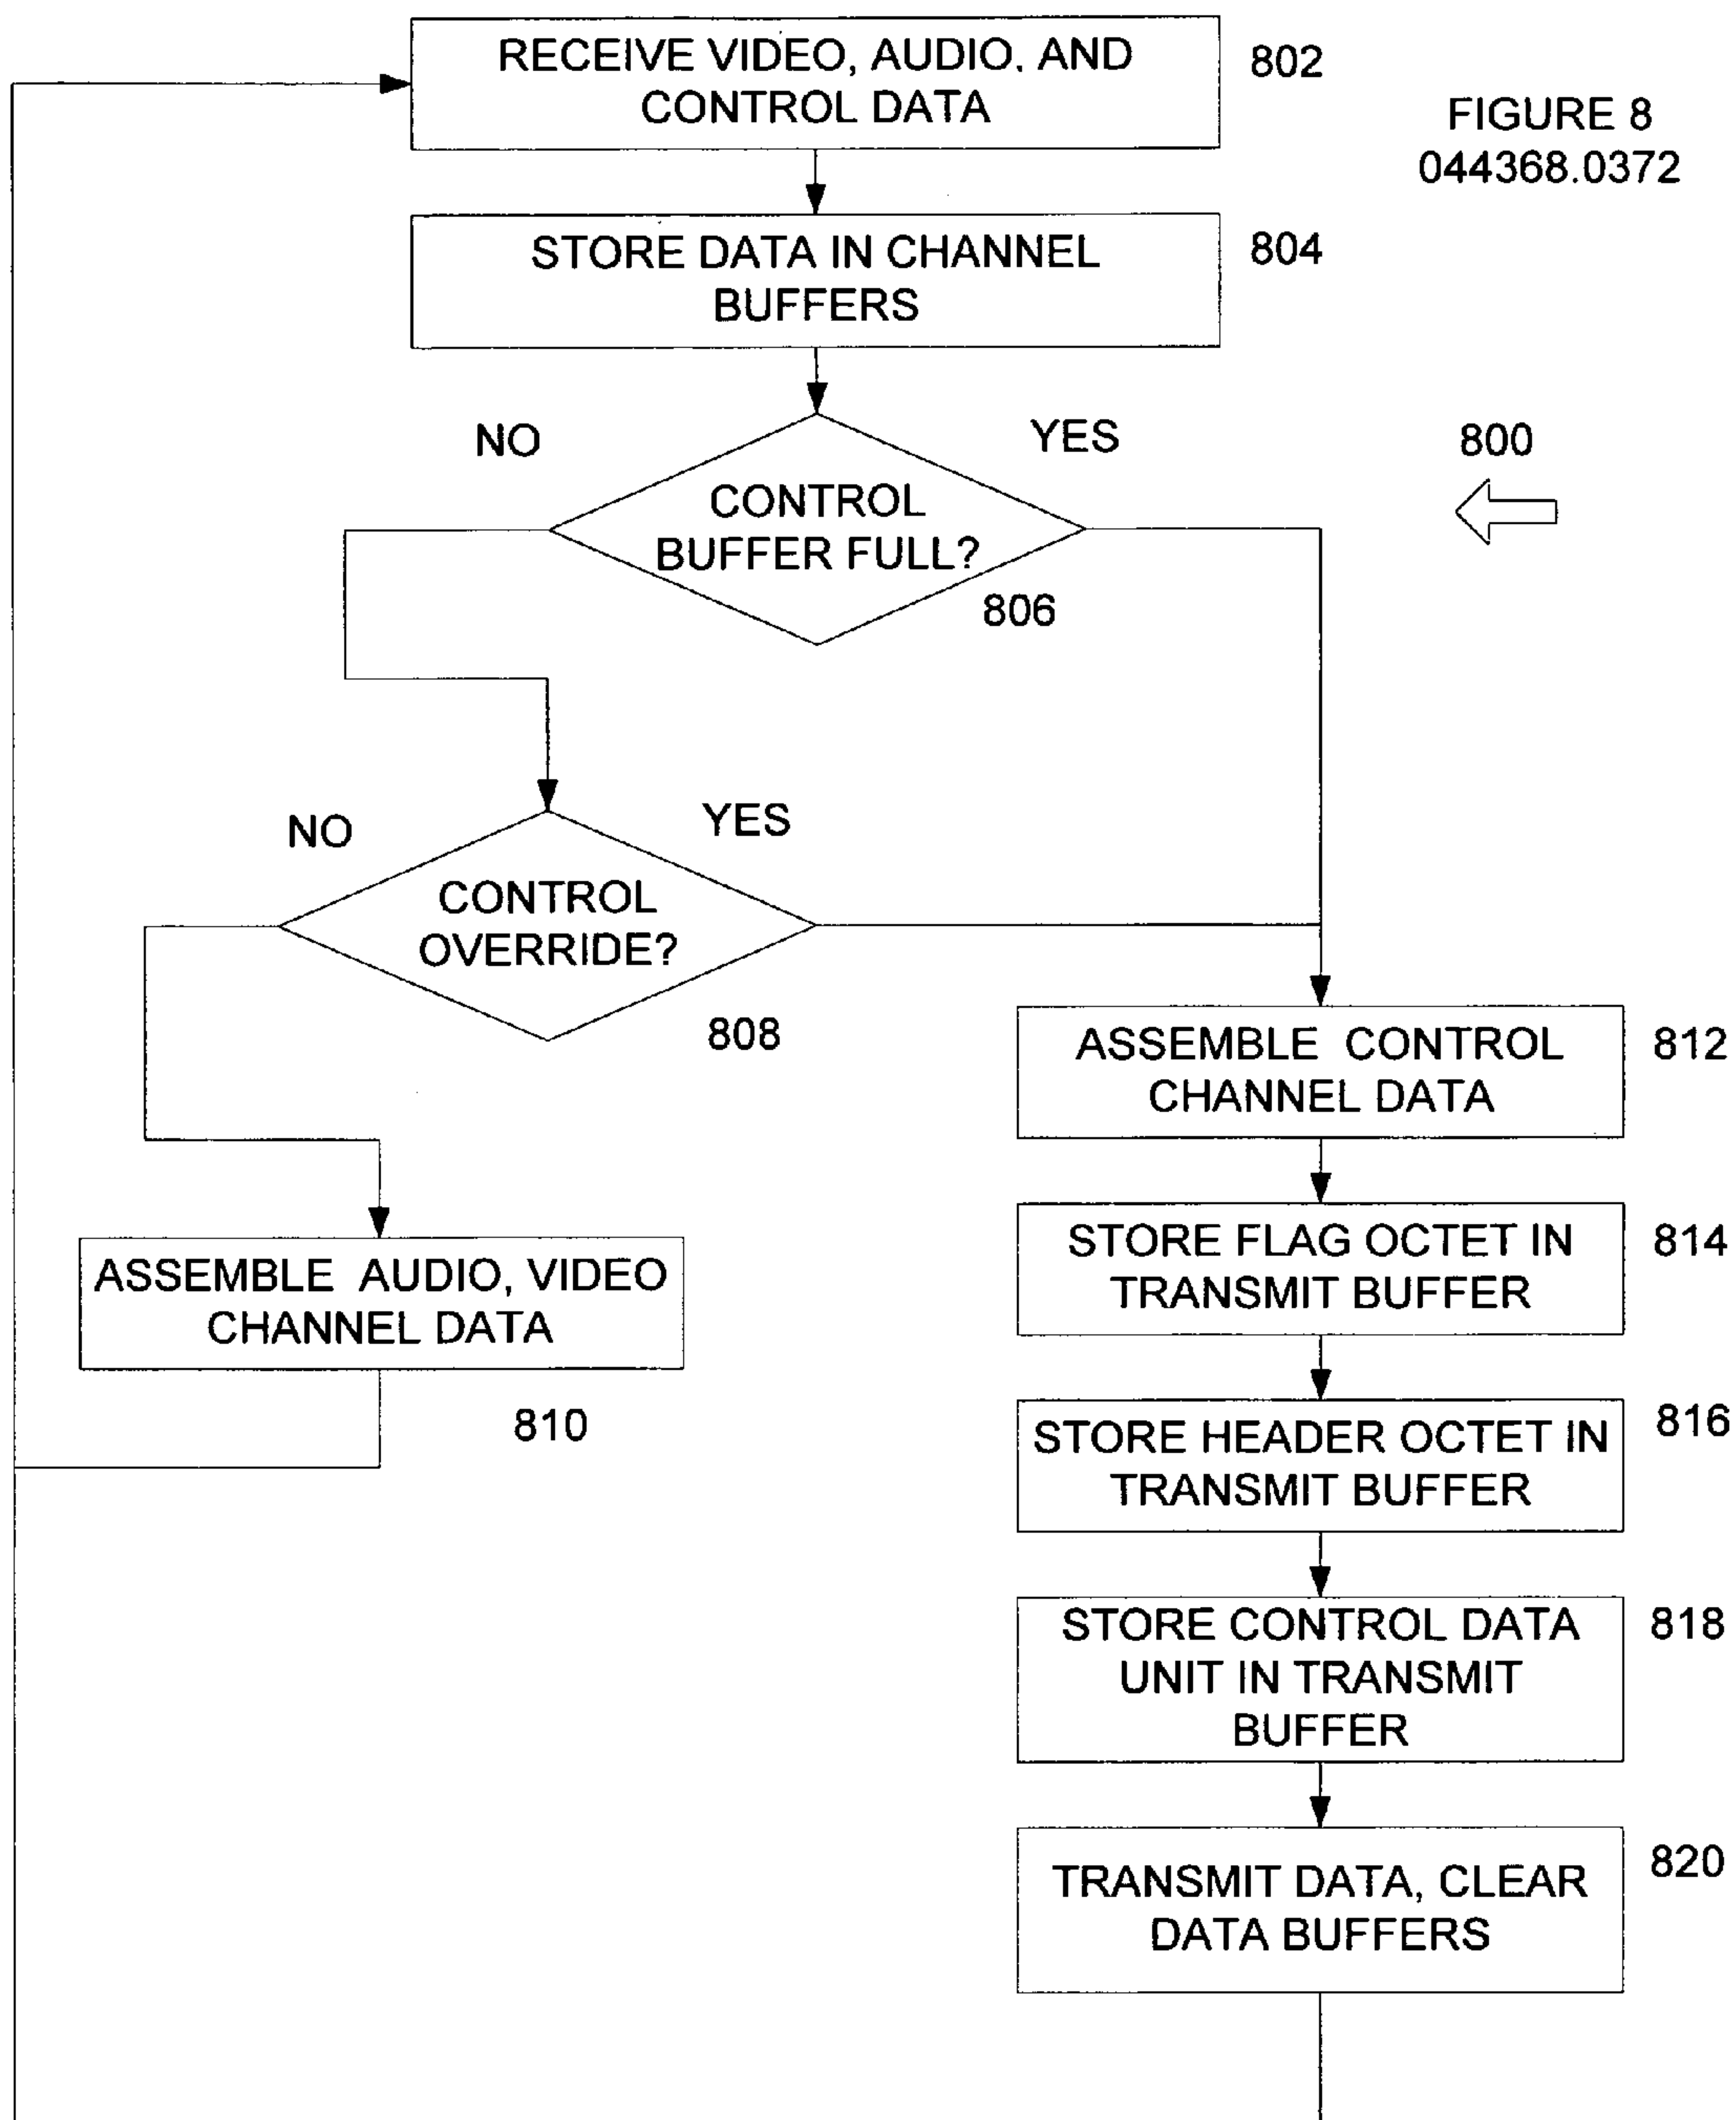 RECEIVE VIDEO, AUDIO, AND
CONTROL DATA
802
FIGURE 8
044368.0372
STORE DATA IN CHANNEL
BUFFERS
804
NO
YES
CONTROL
BUFFER FULL?
806
800
NO
YES
CONTROL
OVERRIDE?
808
ASSEMBLE CONTROL
CHANNEL DATA
812
STORE FLAG OCTET IN
TRANSMIT BUFFER
814
ASSEMBLE AUDIO, VIDEO
CHANNEL DATA
810
STORE HEADER OCTET IN
TRANSMIT BUFFER
816
STORE CONTROL DATA
UNIT IN TRANSMIT
BUFFER
818
TRANSMIT DATA, CLEAR
DATA BUFFERS
820